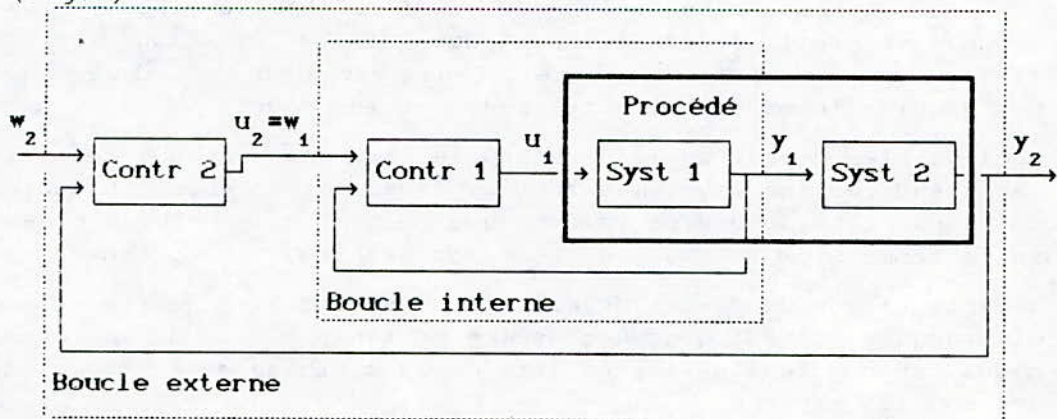 Procédé
w2
u2 =w1
u1
y1
y2
Contr 2
Contr 1
Syst 1
Syst 2
Boucle interne
Boucle externe